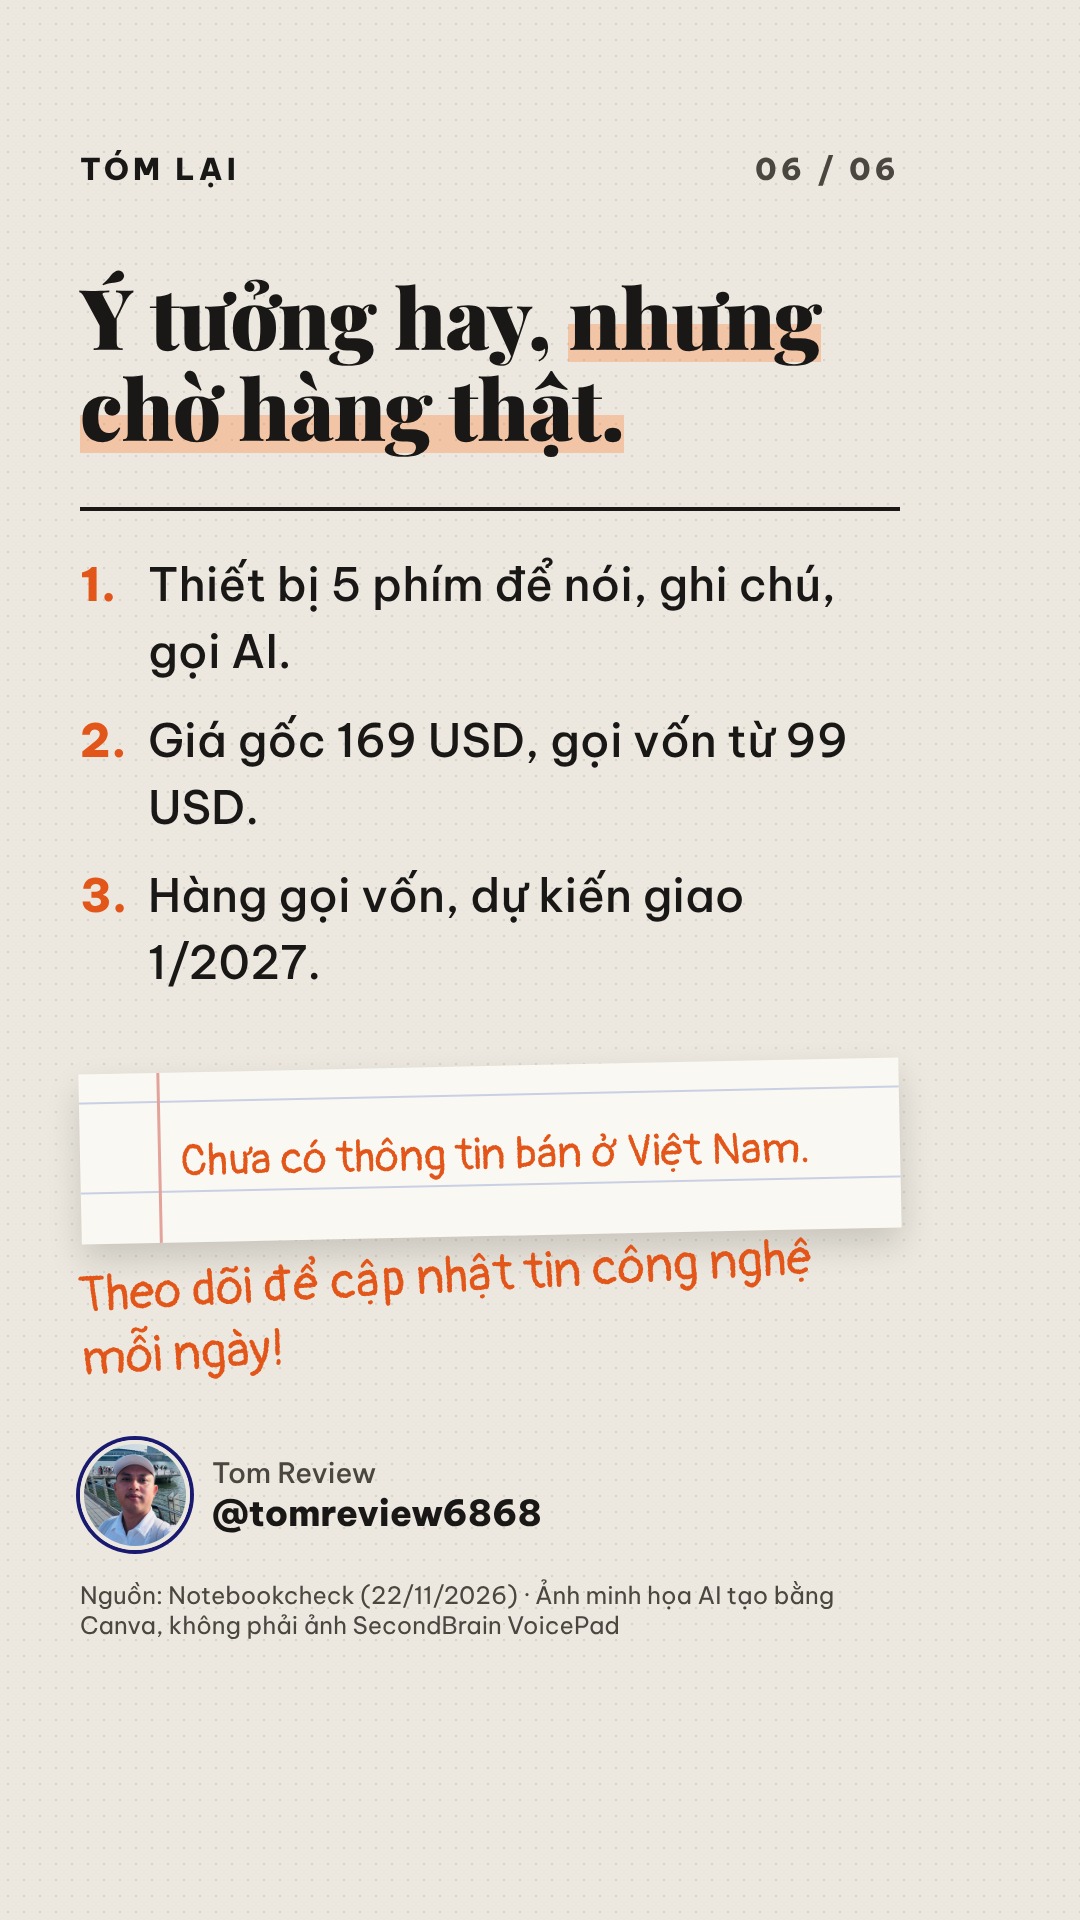 TÓM LẠI
06 / 06
Ý tưởng hay, nhưng
chờ hàng thật.
1. Thiết bị 5 phím để nói, ghi chú,
gọi AI.
2. Giá gốc 169 USD, gọi vốn từ 99
USD.
3. Hàng gọi vốn, dự kiến giao
1/2027.
Chưa có thông tin bán ở Việt Nam.
Theo dõi để cập nhật tin công nghệ
mỗi ngày!
Tom Review
@tomreview6868
Nguồn: Notebookcheck (22/11/2026) · Ảnh minh họa AI tạo bằng
Canva, không phải ảnh SecondBrain VoicePad